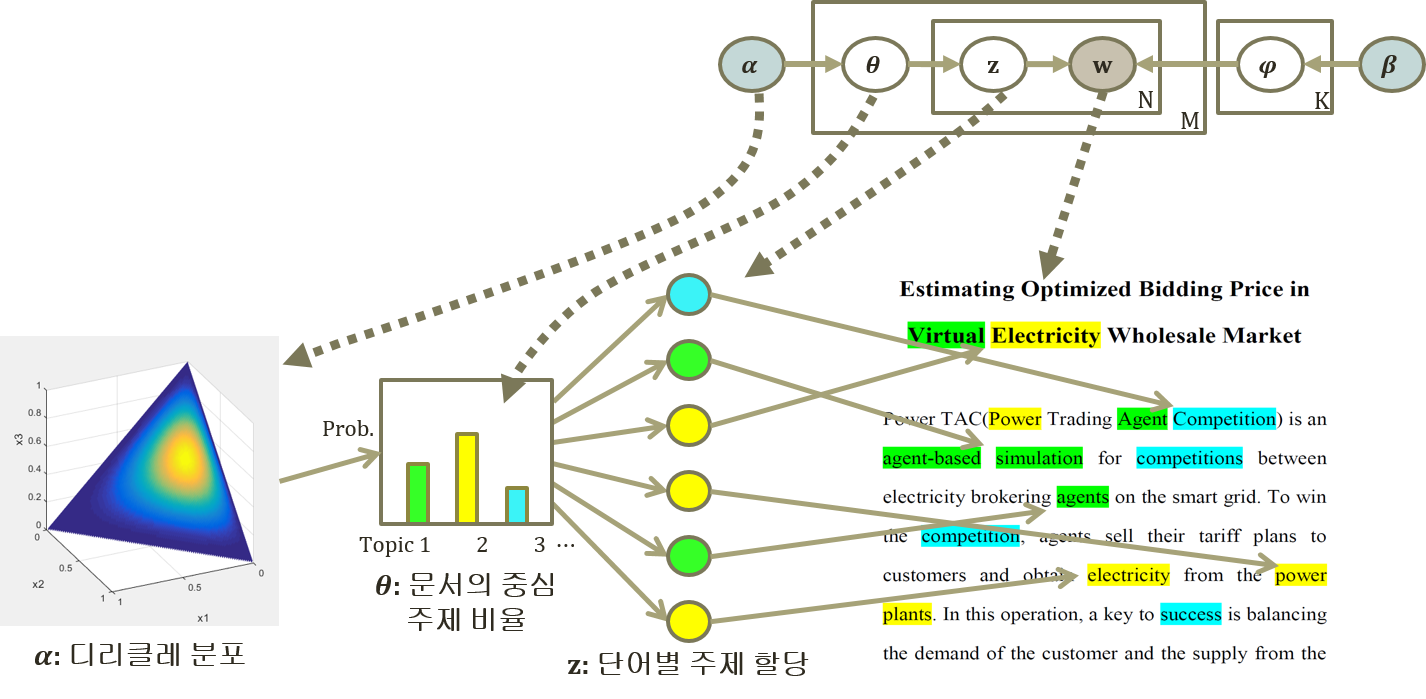 α θ z w φ β
N
K
M
Estimating Optimized Bidding Price in
Virtual Electricity Wholesale Market
Power TAC(Power Trading Agent Competition) is an
agent-based simulation for competitions between
electricity brokering agents on the smart grid. To win
the competition, agents sell their tariff plans to
customers and obtain electricity from the power
plants. In this operation, a key to success is balancing
the demand of the customer and the supply from the
1
0.8
0.6
0.4
0.2
0
x3
0
0.5
1
x2
1
0.5
0
x1
α: 디리클레 분포
Prob.
Topic 1 2 3 ...
θ: 문서의 중심
주제 비율
z: 단어별 주제 할당